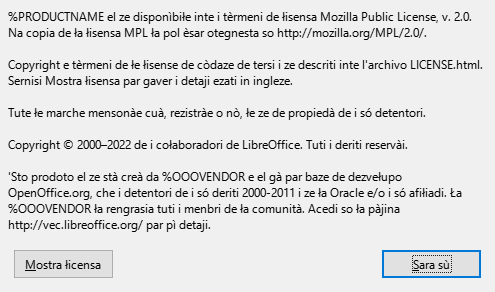 %PRODUCTNAME el ze disponìbiłe inte i tèrmeni de łisensa Mozilla Public License, v. 2.0.
Na copia de ła łisensa MPL ła pol èsar otegnesta so http://mozilla.org/MPL/2.0/.
Copyright e tèrmeni de łe łisense de còdaze de tersi i ze descriti inte l'archivo LICENSE.html.
Sernisi Mostra łisensa par gaver i detaji ezati in ingleze.
Tute łe marche mensonàe cuà, rezistràe o nò, łe ze de propiedà de i só detentori.
Copyright © 2000–2022 de i cołaboradori de LibreOffice. Tuti i deriti reservài.
'Sto prodoto el ze stà creà da %OOOVENDOR e el gà par baze de dezvełupo
OpenOffice.org, che i detentori de i só deriti 2000-2011 i ze ła Oracle e/o i só afiłiadi. Ła
%OOOVENDOR ła rengrasia tuti i menbri de ła comunità. Acedi so ła pàjina
http://vec.libreoffice.org/ par pì detaji.
Mostra łicensa
Sara sù